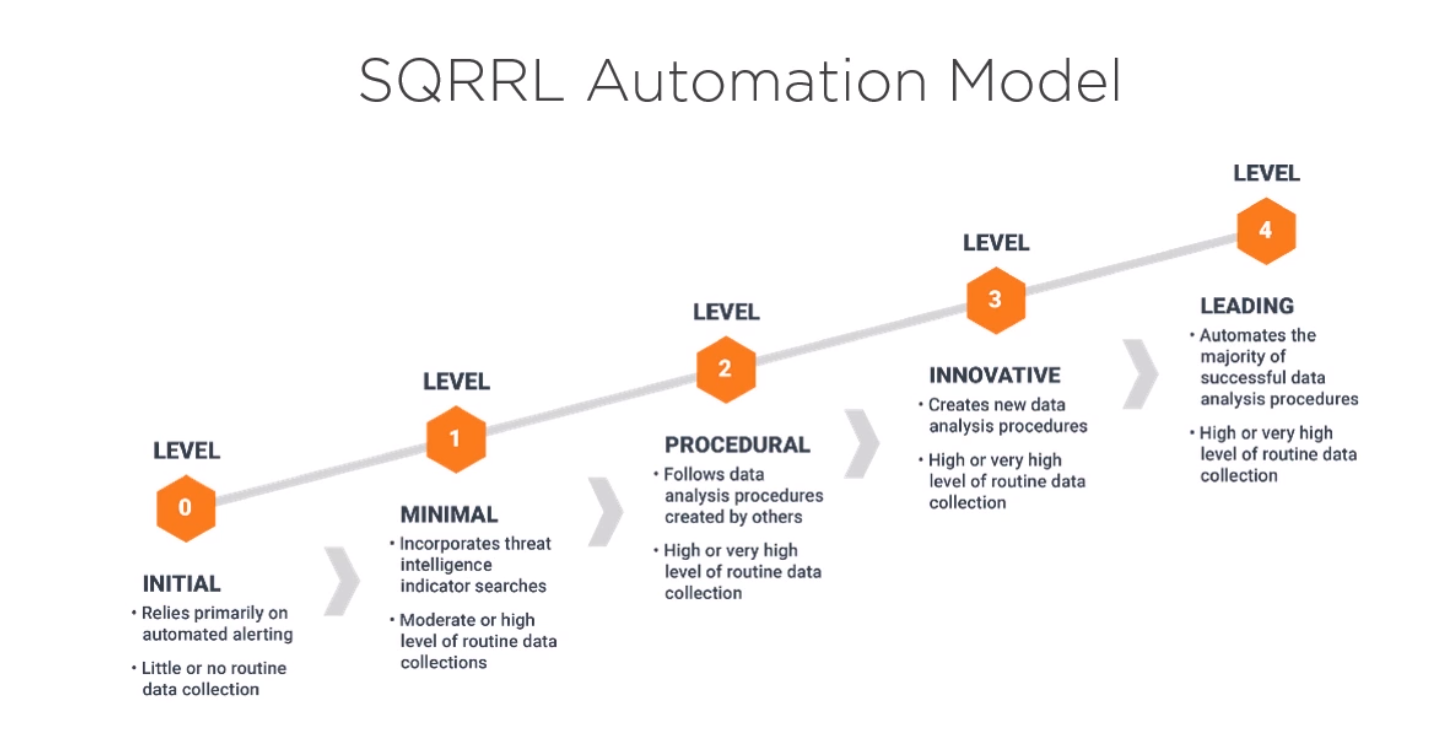 SQRRL Automation Model
LEVEL
0
INITIAL
• Relies primarily on
automated alerting
• Little or no routine
data collection
LEVEL
1
MINIMAL
• Incorporates threat
intelligence
indicator searches
• Moderate or high
level of routine data
collections
LEVEL
2
PROCEDURAL
• Follows data
analysis procedures
created by others
• High or very high
level of routine data
collection
LEVEL
3
INNOVATIVE
• Creates new data
analysis procedures
• High or very high
level of routine data
collection
LEVEL
4
LEADING
• Automates the
majority of
successful data
analysis procedures
• High or very high
level of routine data
collection